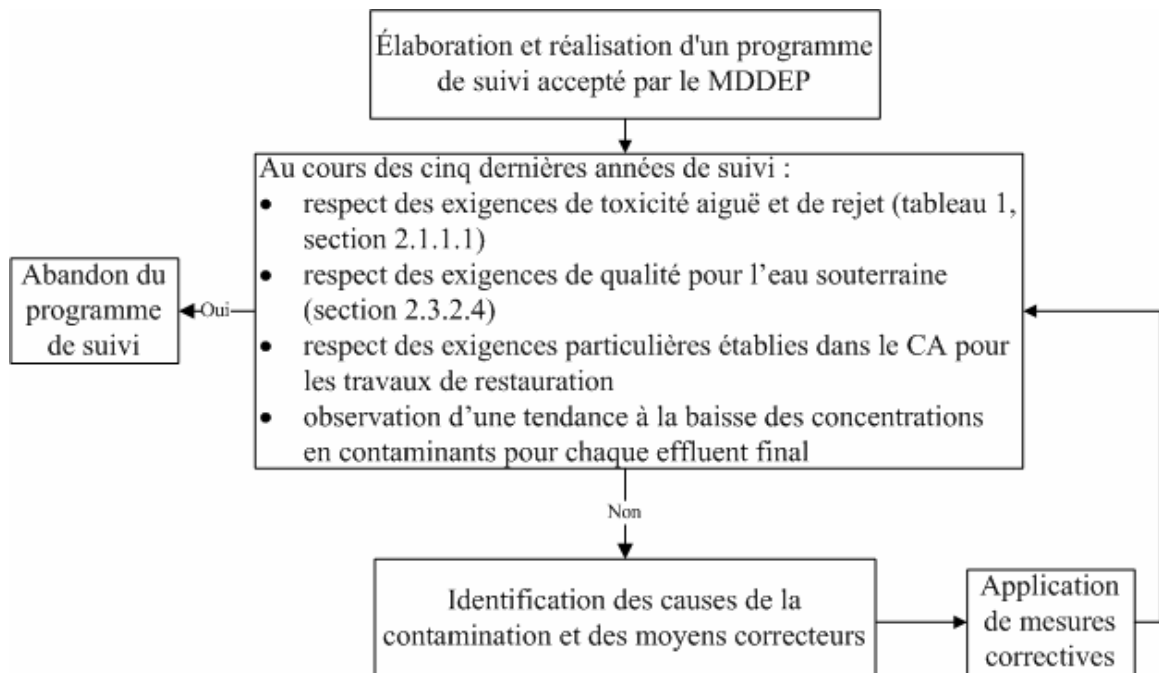 Élaboration et réalisation d'un programme
de suivi accepté par le MDDEP
Au cours des cinq dernières années de suivi :
• respect des exigences de toxicité aiguë et de rejet (tableau 1,
section 2.1.1.1)
• respect des exigences de qualité pour l’eau souterraine
(section 2.3.2.4)
• respect des exigences particulières établies dans le CA pour
les travaux de restauration
• observation d’une tendance à la baisse des concentrations
en contaminants pour chaque effluent final
Oui
Abandon du
programme
de suivi
Non
Identification des causes de la
contamination et des moyens correcteurs
Application
de mesures
correctives